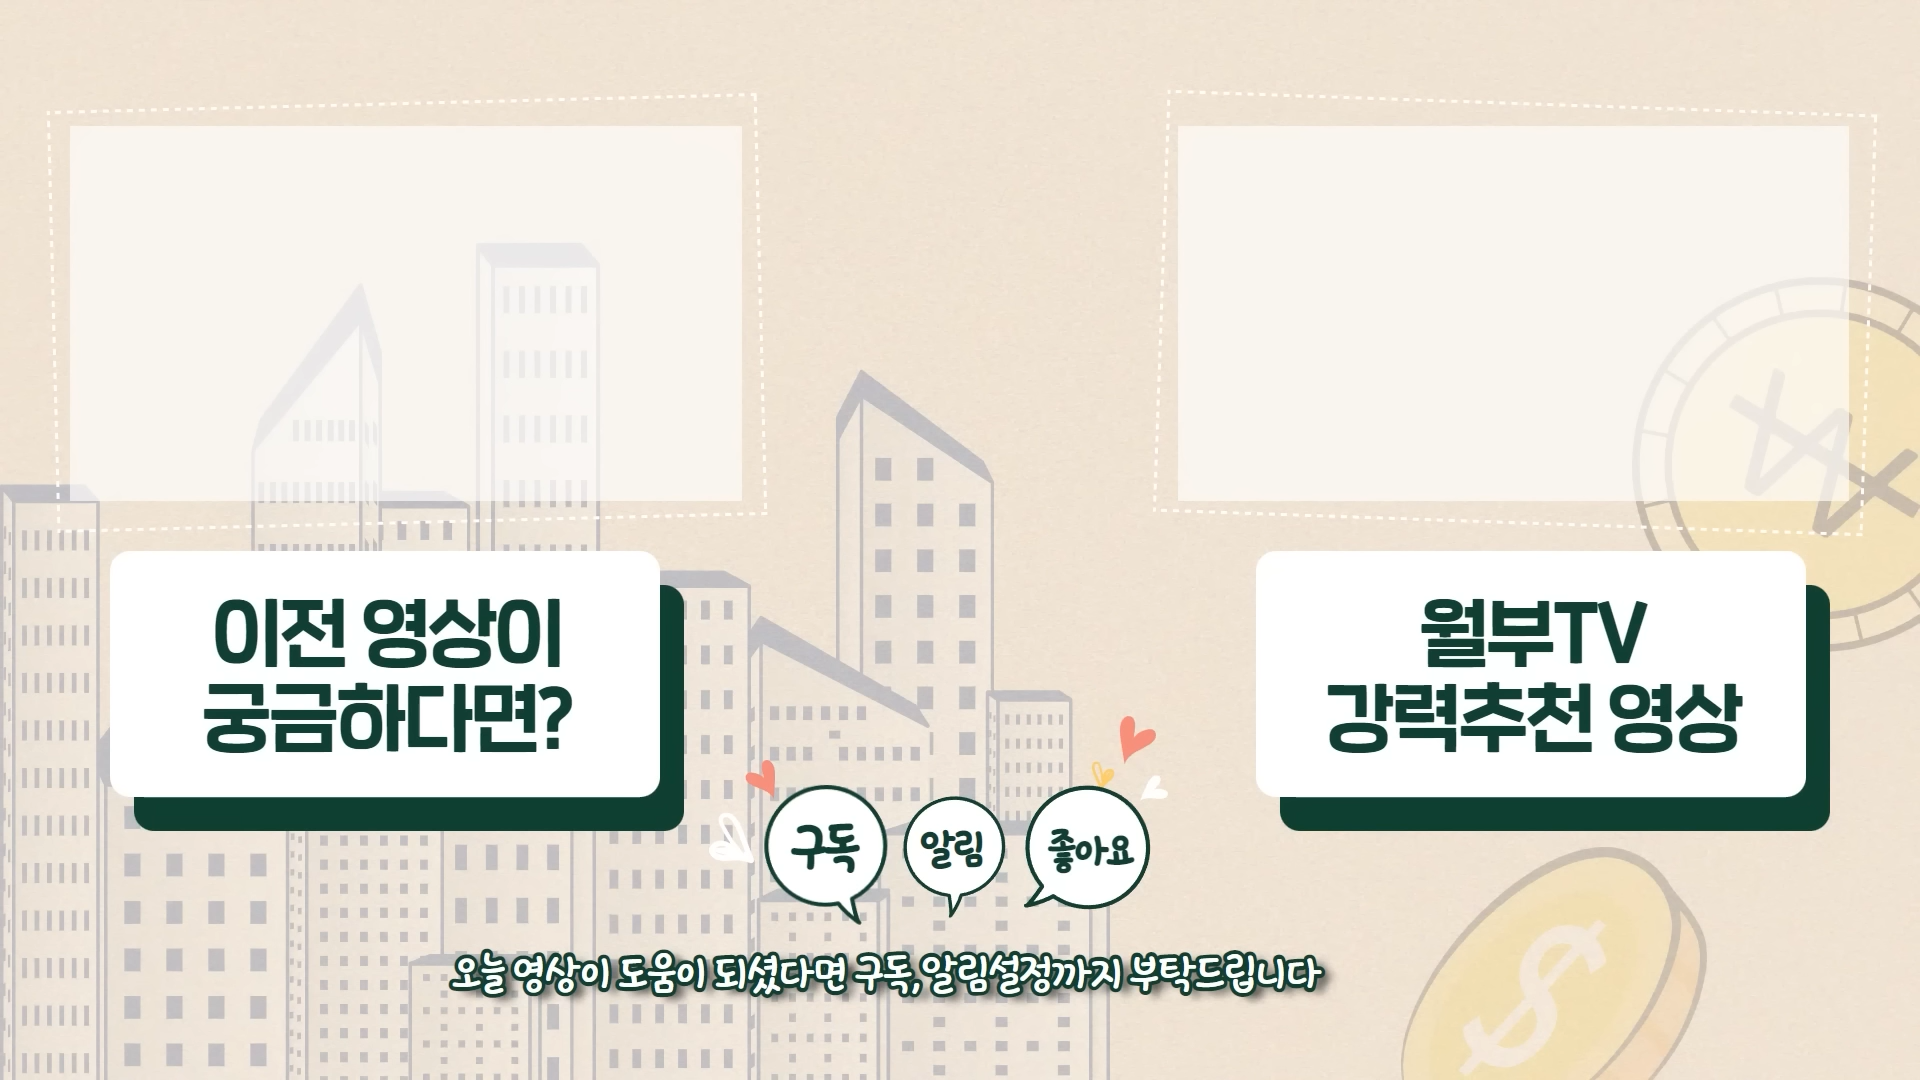 이전 영상이
궁금하다면?
월부TV
강력추천 영상
구독
알림
좋아요
오늘 영상이 도움이 되셨다면 구독,알림설정까지 부탁드립니다